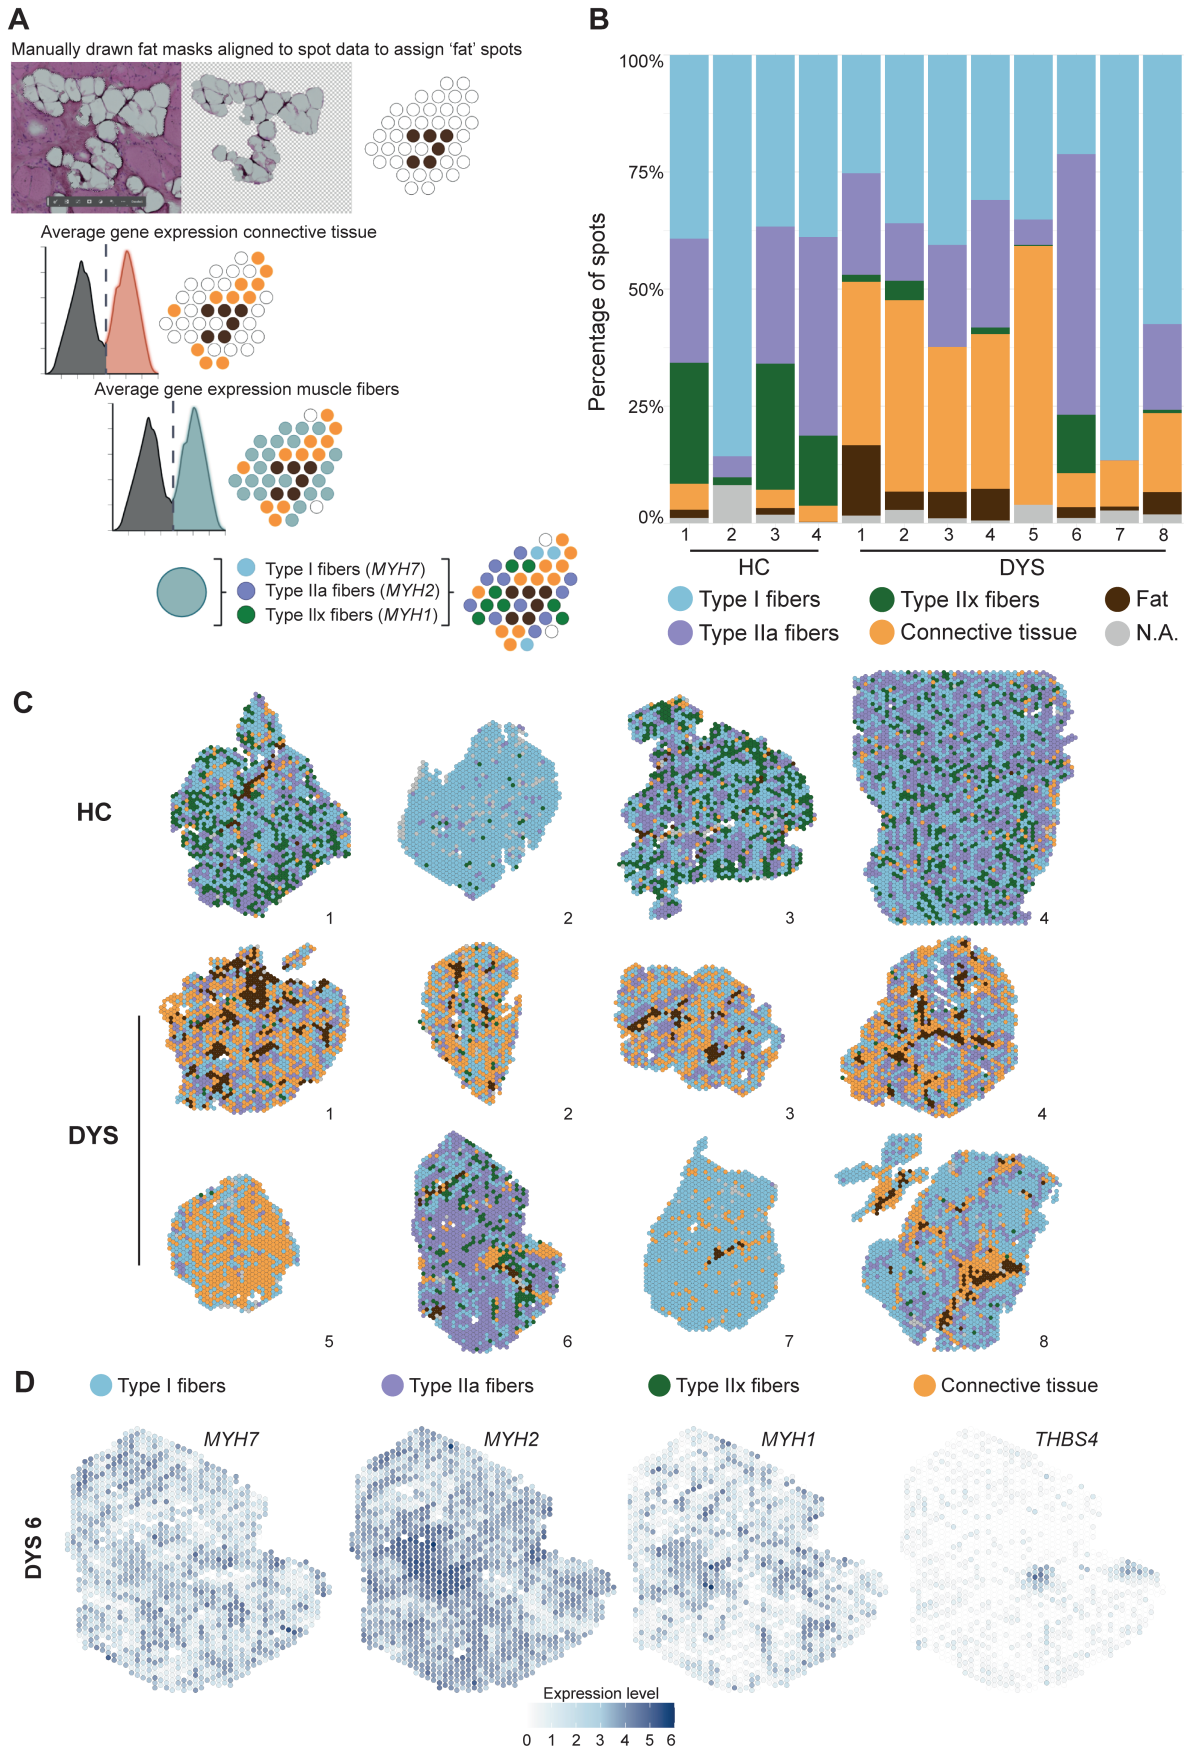 A
Manually drawn fat masks aligned to spot data to assign ‘fat’ spots
Average gene expression connective tissue
Average gene expression muscle fibers
Type I fibers (MYH7)
Type IIa fibers (MYH2)
Type IIx fibers (MYH1)
B
Percentage of spots
100%
75%
50%
25%
0%
1 2 3 4 1 2 3 4 5 6 7 8
HC DYS
Type I fibers Type IIx fibers Fat
Type IIa fibers Connective tissue N.A.
C
HC
1 2 3 4
DYS
1 2 3 4
5 6 7 8
D
Type I fibers Type IIa fibers Type IIx fibers Connective tissue
MYH7 MYH2 MYH1 THBS4
DYS 6
Expression level
0 1 2 3 4 5 6